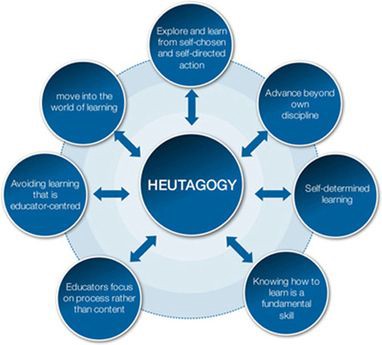 Explore and learn
from self-chosen
and self-directed
action
Advance beyond
own
discipline
Self-determined
learning
Knowing how to
learn is a
fundamental
skill
Educators focus
on process rather
than content
Avoiding learning
that is
educator-centred
move into the
world of learning
HEUTAGOGY